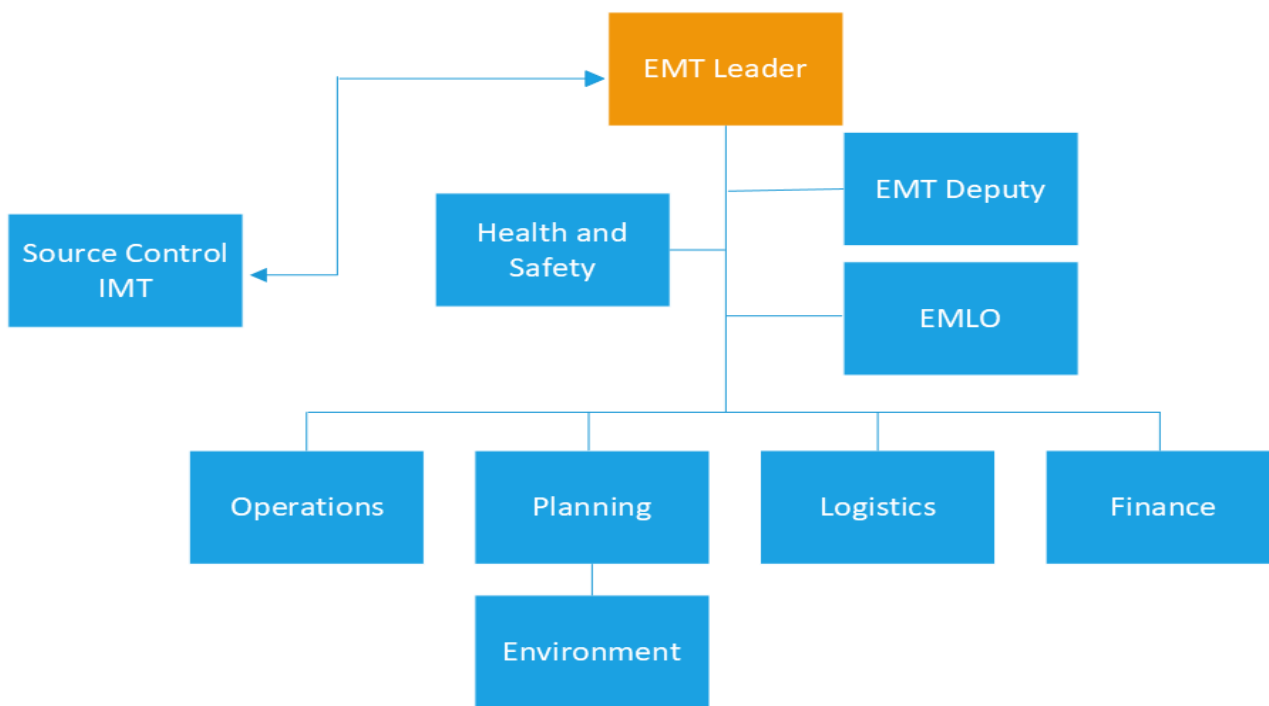 EMT Leader
EMT Deputy
Health and
Safety
Source Control
IMT
EMLO
Operations
Planning
Logistics
Finance
Environment